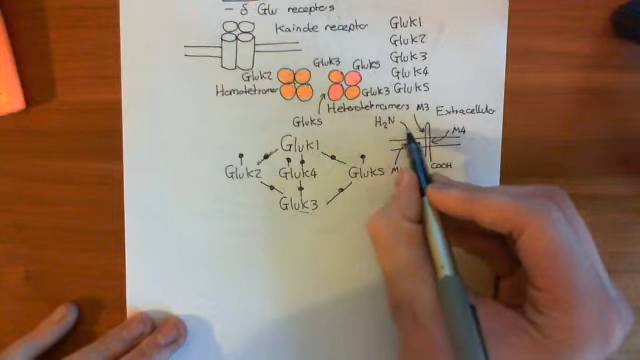 - δ Glu receptors
Kainate receptor
GluK1
GluK2
GluK3
GluK4
GluK5
GluK2
Homotetramer
GluK3
GluK5
GluK3
Heterotetramers
GluK5
M3
Extracellular
H₂N
M4
M
COOH
GluK1
GluK2
GluK4
GluK5
GluK3